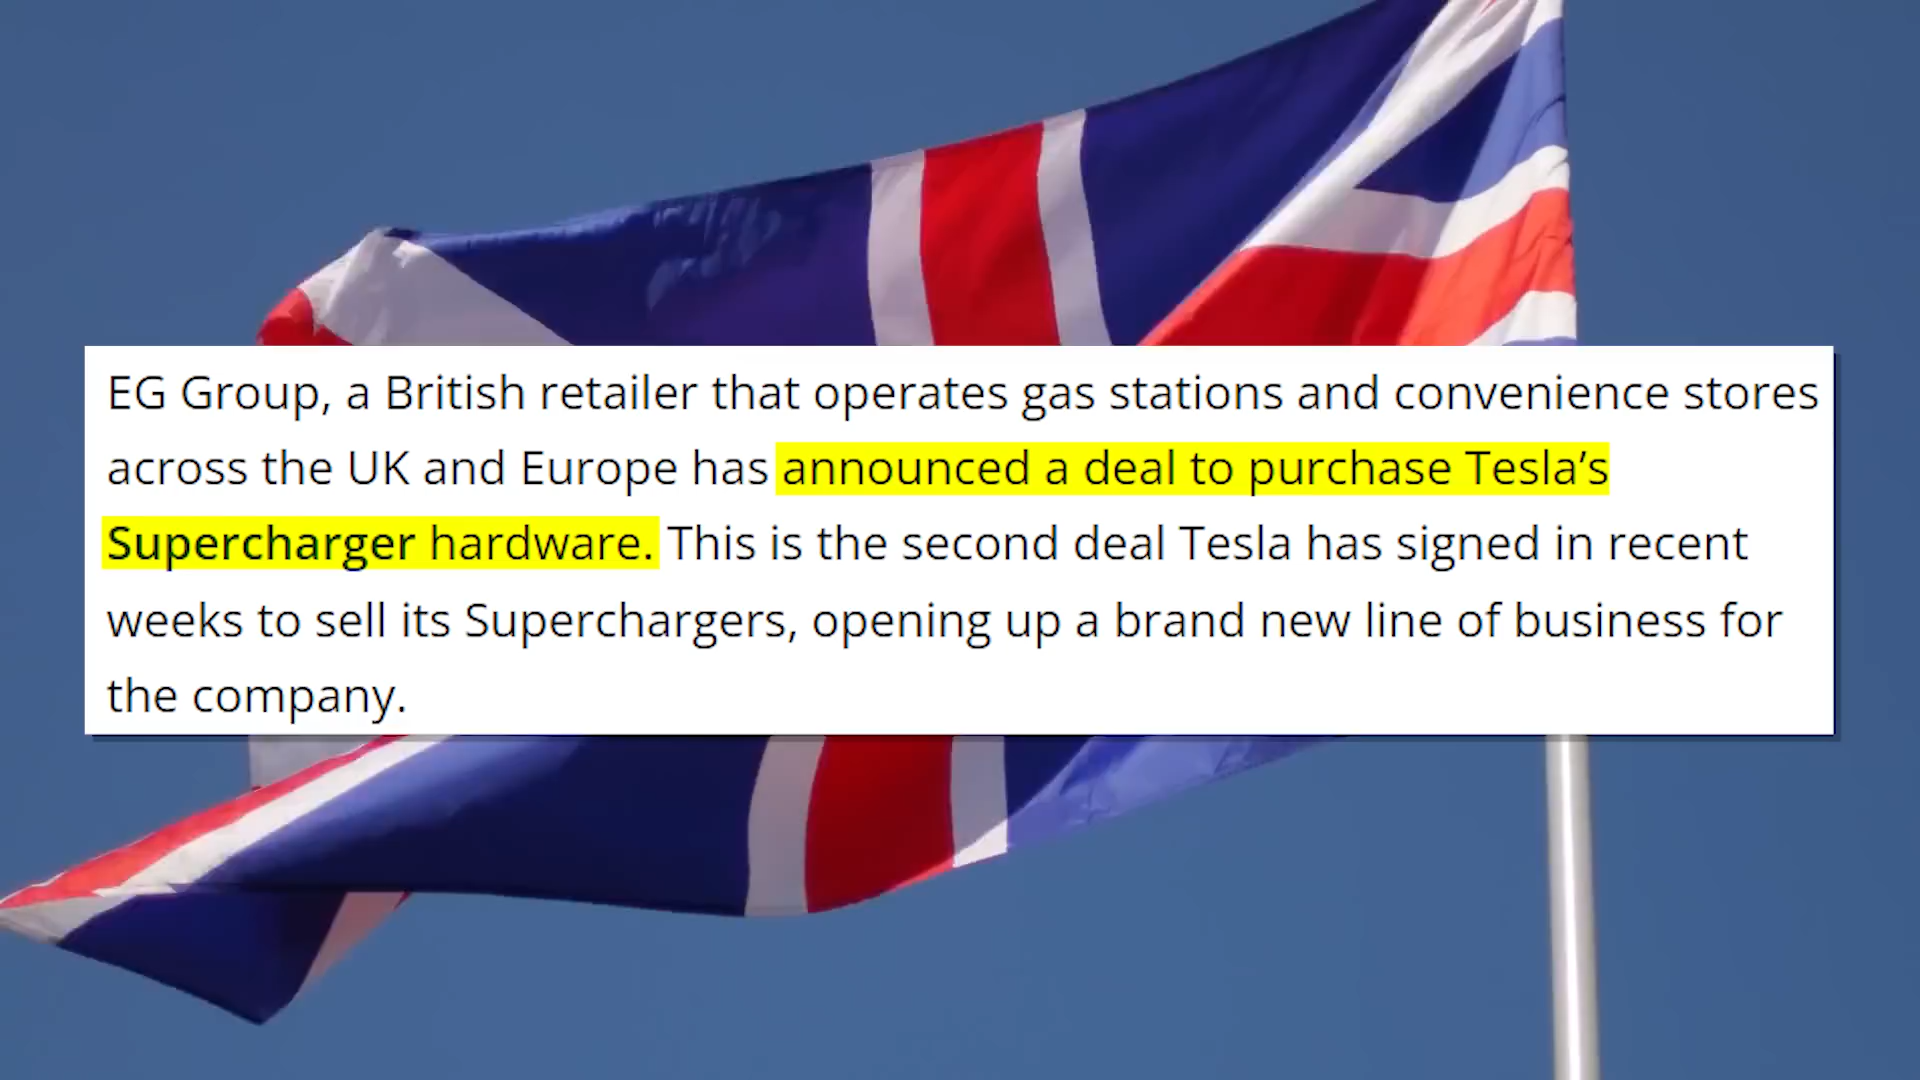 EG Group, a British retailer that operates gas stations and convenience stores
across the UK and Europe has announced a deal to purchase Tesla’s
Supercharger hardware. This is the second deal Tesla has signed in recent
weeks to sell its Superchargers, opening up a brand new line of business for
the company.